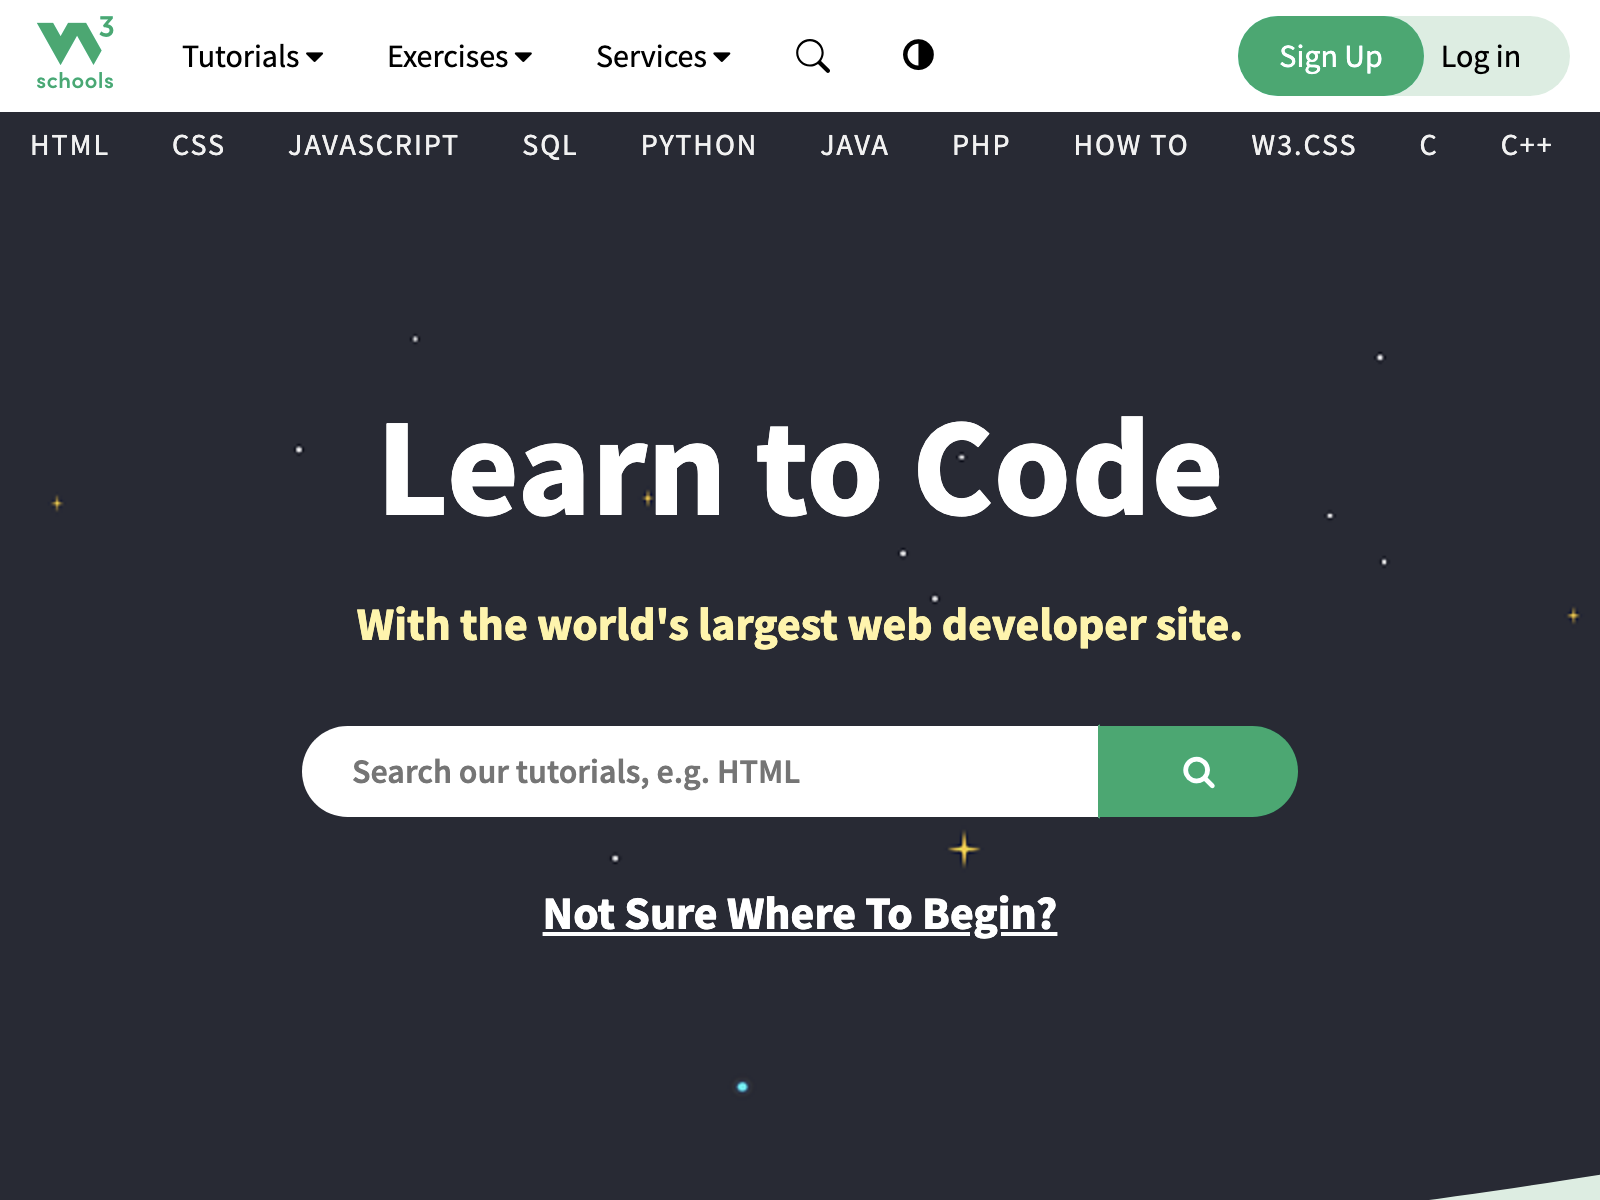 3
schools
Tutorials Exercises Services Sign Up Log in
HTML CSS JAVASCRIPT SQL PYTHON JAVA PHP HOW TO W3.CSS C C++
Learn to Code
With the world's largest web developer site.
Search our tutorials, e.g. HTML
Not Sure Where To Begin?